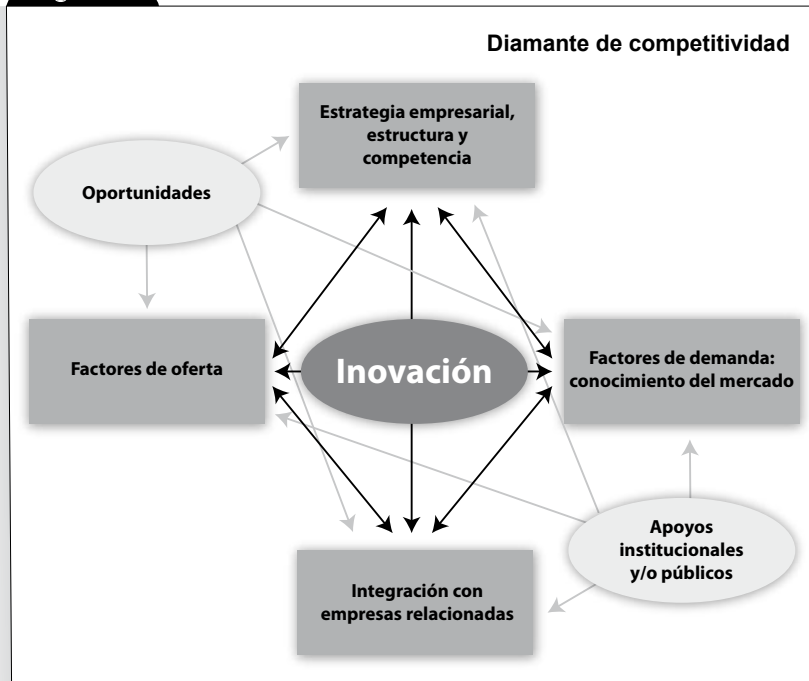 Diamante de competitividad
Estrategia empresarial,
estructura y
competencia
Oportunidades
Factores de oferta
Inovación
Factores de demanda:
conocimiento del mercado
Apoyos
institucionales
y/o públicos
Integración con
empresas relacionadas